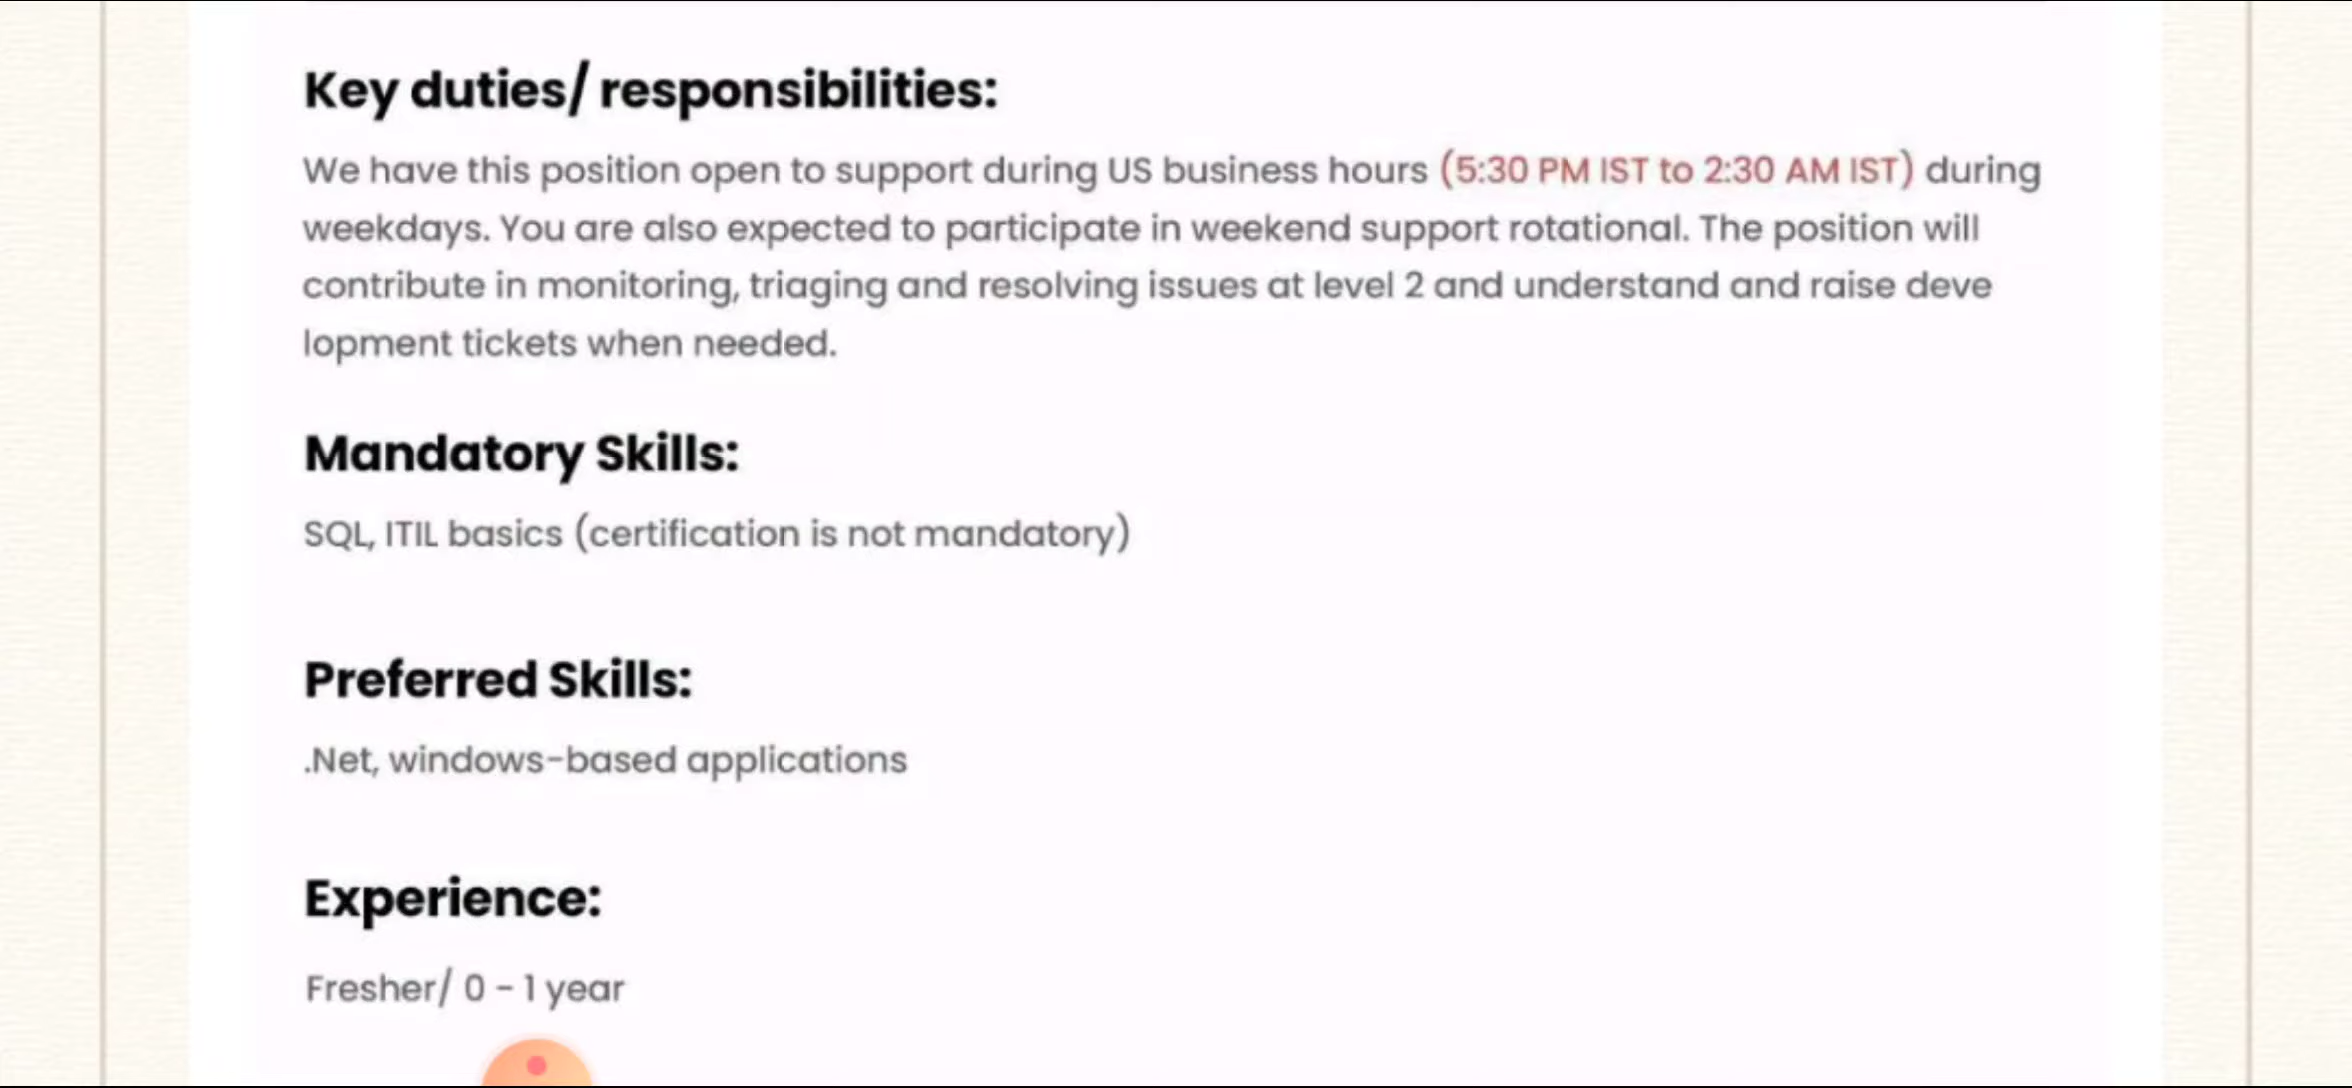 Key duties/ responsibilities:
We have this position open to support during US business hours (5:30 PM IST to 2:30 AM IST) during
weekdays. You are also expected to participate in weekend support rotational. The position will
contribute in monitoring, triaging and resolving issues at level 2 and understand and raise deve
lopment tickets when needed.
Mandatory Skills:
SQL, ITIL basics (certification is not mandatory)
Preferred Skills:
.Net, windows-based applications
Experience:
Fresher/ 0 - 1 year